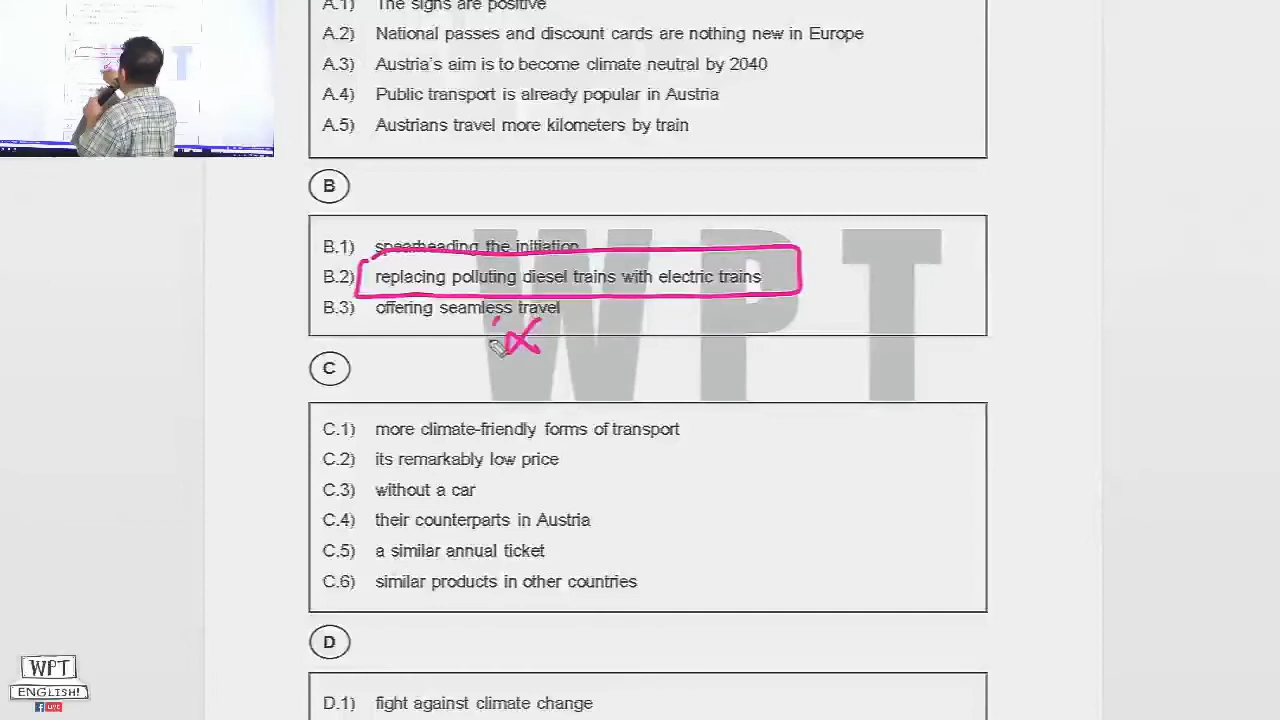 A.1) The signs are positive
A.2) National passes and discount cards are nothing new in Europe
A.3) Austria's aim is to become climate neutral by 2040
A.4) Public transport is already popular in Austria
A.5) Austrians travel more kilometers by train
B
B.1) spearheading the initiation
B.2) replacing polluting diesel trains with electric trains
B.3) offering seamless travel
WPT
C
C.1) more climate-friendly forms of transport
C.2) its remarkably low price
C.3) without a car
C.4) their counterparts in Austria
C.5) a similar annual ticket
C.6) similar products in other countries
D
D.1) fight against climate change
WPT
ENGLISH!
f LIVE